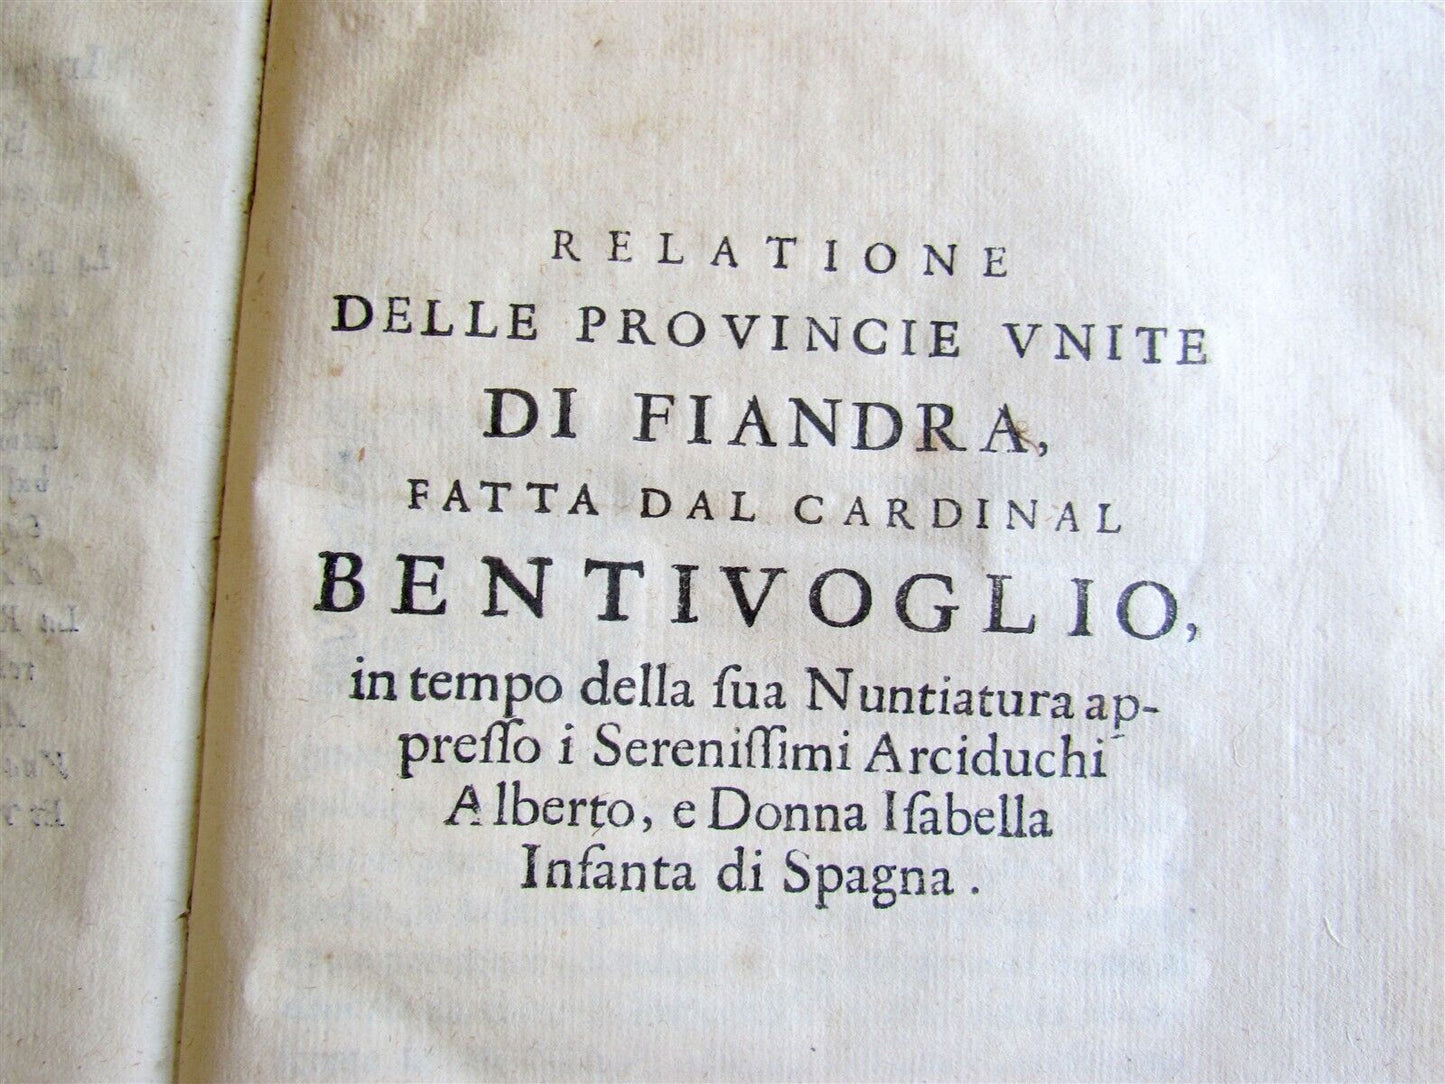 RELATIONE
DELLE PROVINCIE VNITE
DI FIANDRA,
FATTA DAL CARDINAL
BENTIVOGLIO,
in tempo della ſua Nuntiatura ap-
preſſo i Sereniſſimi Arciduchi
Alberto, e Donna Iſabella
Infanta di Spagna.